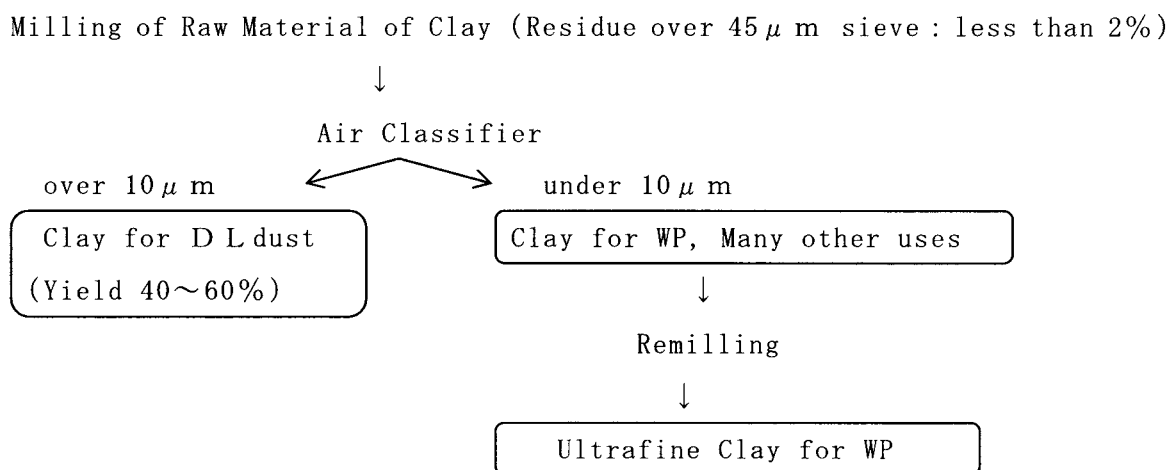 Milling of Raw Material of Clay (Residue over 45μm sieve : less than 2%)
↓
Air Classifier
over 10μm
under 10μm
Clay for DL dust
(Yield 40～60%)
Clay for WP, Many other uses
↓
Remilling
↓
Ultrafine Clay for WP